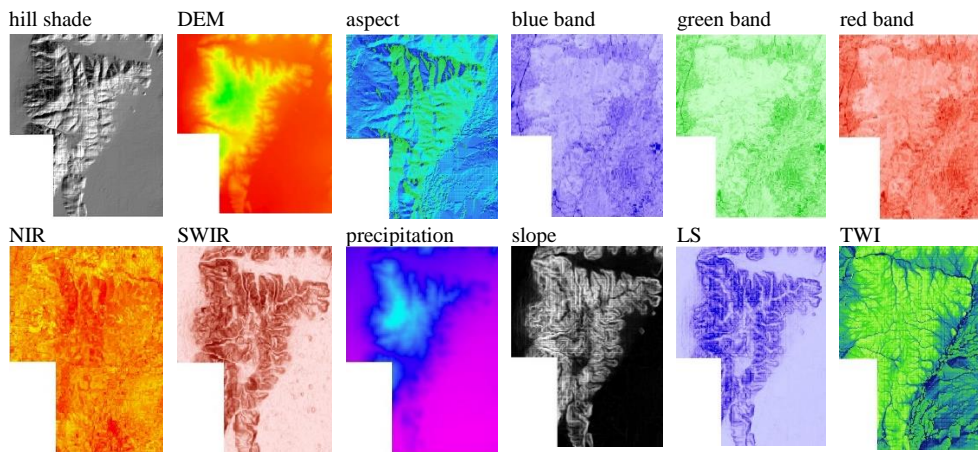 hill shade DEM aspect blue band green band red band
NIR SWIR precipitation slope LS TWI